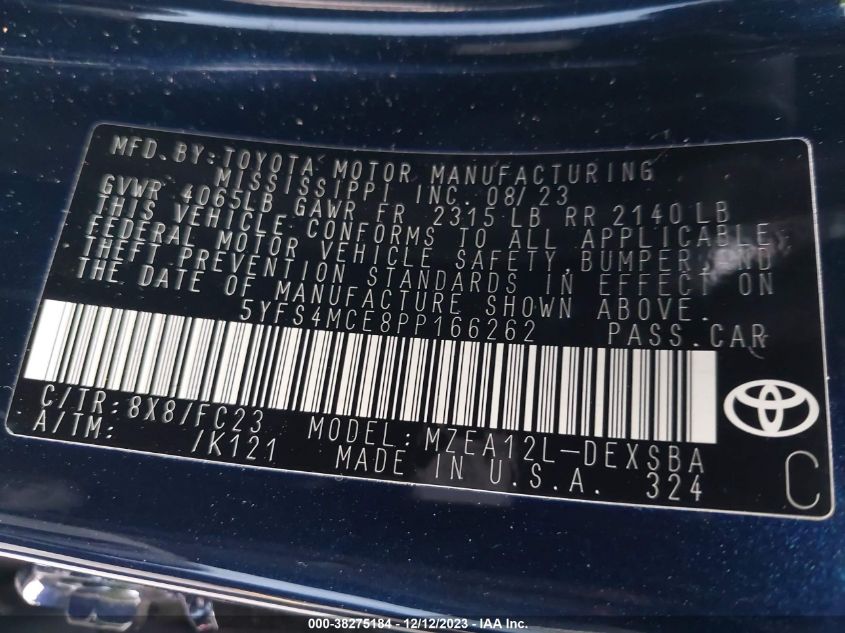 MFD. BY: TOYOTA MOTOR MANUFACTURING
MISSISSIPPI INC. 08/23
GVWR 4065LB GAWR FR 2315 LB RR 2140 LB
THIS VEHICLE CONFORMS TO ALL APPLICABLE
FEDERAL MOTOR VEHICLE SAFETY, BUMPER, AND
THEFT PREVENTION STANDARDS IN EFFECT ON
THE DATE OF MANUFACTURE SHOWN ABOVE.
5YFS4MCE8PP166262 PASS. CAR
C/TR: 8X8/FC23 MODEL: MZEA12L-DEXSBA
A/TM: /K121 MADE IN U.S.A. 324
C
000-38275184 - 12/12/2023 - © IAA Inc.